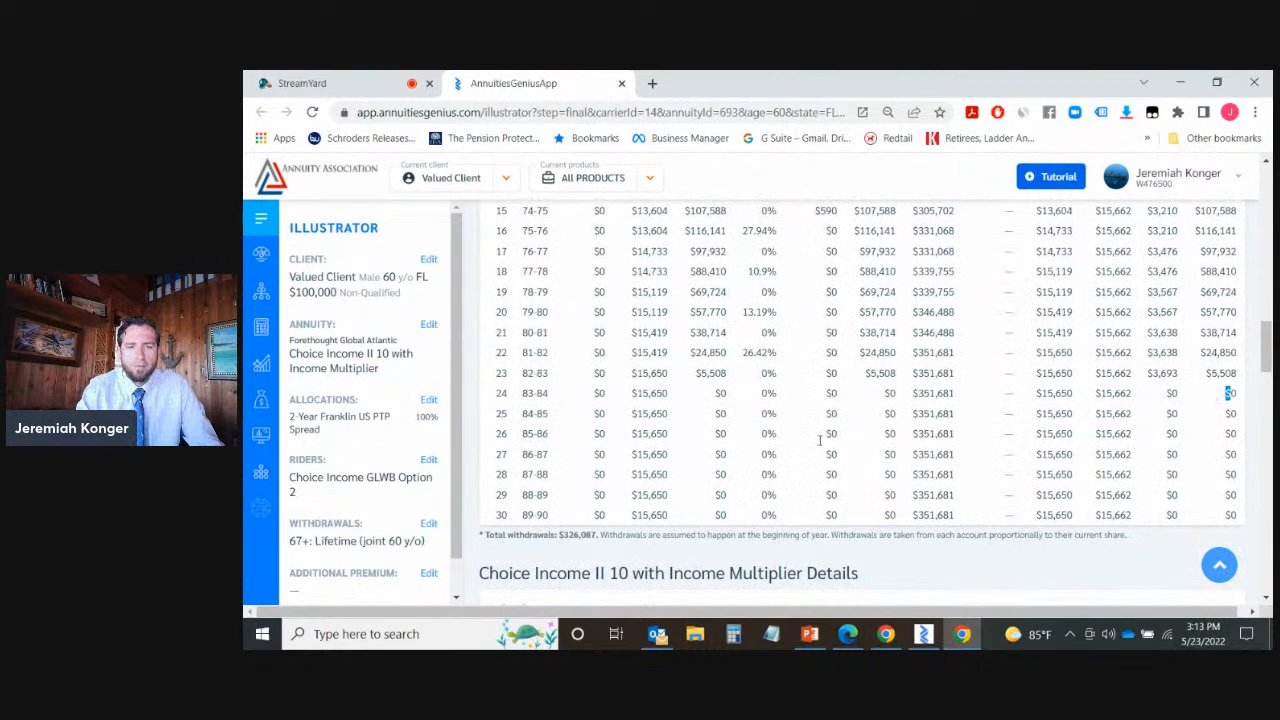 StreamYard
AnnuitiesGeniusApp
app.annuitiesgenius.com/illustrator?step=final&carrierId=14&annuityId=693&age=60&state=FL...
J
Apps
Schroders Releases...
The Pension Protect...
Bookmarks
Business Manager
G Suite – Gmail, Dri...
Redtail
Retirees, Ladder An...
»
Other bookmarks
ANNUITY ASSOCIATION
Current client
Valued Client
Current products
All PRODUCTS
Tutorial
Jeremiah Konger
W476500
ILLUSTRATOR
CLIENT: Edit
Valued Client Male 60 y/o FL
$100,000 Non-Qualified
ANNUITY: Edit
Forethought Global Atlantic
Choice Income II 10 with
Income Multiplier
ALLOCATIONS: Edit
2-Year Franklin US PTP 100%
Spread
RIDERS: Edit
Choice Income GLWB Option
2
WITHDRAWALS: Edit
67+: Lifetime (joint 60 y/o)
ADDITIONAL PREMIUM: Edit
—
15 74-75 $0 $13,604 $107,588 0% $590 $107,588 $305,702 — $13,604 $15,662 $3,210 $107,588
16 75-76 $0 $13,604 $116,141 27.94% $0 $116,141 $331,068 — $14,733 $15,662 $3,210 $116,141
17 76-77 $0 $14,733 $97,932 0% $0 $97,932 $331,068 — $14,733 $15,662 $3,476 $97,932
18 77-78 $0 $14,733 $88,410 10.9% $0 $88,410 $339,755 — $15,119 $15,662 $3,476 $88,410
19 78-79 $0 $15,119 $69,724 0% $0 $69,724 $339,755 — $15,119 $15,662 $3,567 $69,724
20 79-80 $0 $15,119 $57,770 13.19% $0 $57,770 $346,488 — $15,419 $15,662 $3,567 $57,770
21 80-81 $0 $15,419 $38,714 0% $0 $38,714 $346,488 — $15,419 $15,662 $3,638 $38,714
22 81-82 $0 $15,419 $24,850 26.42% $0 $24,850 $351,681 — $15,650 $15,662 $3,638 $24,850
23 82-83 $0 $15,650 $5,508 0% $0 $5,508 $351,681 — $15,650 $15,662 $3,693 $5,508
24 83-84 $0 $15,650 $0 0% $0 $0 $351,681 — $15,650 $15,662 $0 $0
25 84-85 $0 $15,650 $0 0% $0 $0 $351,681 — $15,650 $15,662 $0 $0
26 85-86 $0 $15,650 $0 0% $0 $0 $351,681 — $15,650 $15,662 $0 $0
27 86-87 $0 $15,650 $0 0% $0 $0 $351,681 — $15,650 $15,662 $0 $0
28 87-88 $0 $15,650 $0 0% $0 $0 $351,681 — $15,650 $15,662 $0 $0
29 88-89 $0 $15,650 $0 0% $0 $0 $351,681 — $15,650 $15,662 $0 $0
30 89-90 $0 $15,650 $0 0% $0 $0 $351,681 — $15,650 $15,662 $0 $0
* Total withdrawals: $326,087. Withdrawals are assumed to happen at the beginning of year. Withdrawals are taken from each account proportionally to their current share.
Choice Income II 10 with Income Multiplier Details
Jeremiah Konger
Type here to search
85°F
3:13 PM
5/23/2022